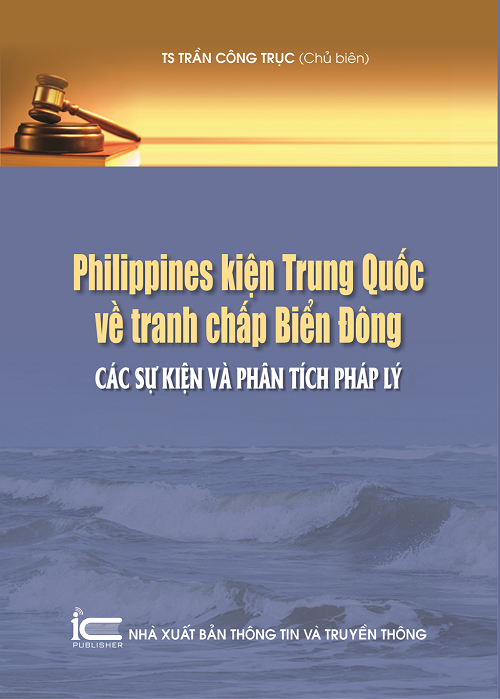 TS TRẦN CÔNG TRỤC (Chủ biên)
Philippines kiện Trung Quốc
về tranh chấp Biển Đông
CÁC SỰ KIỆN VÀ PHÂN TÍCH PHÁP LÝ
ic
PUBLISHER
NHÀ XUẤT BẢN THÔNG TIN VÀ TRUYỀN THÔNG